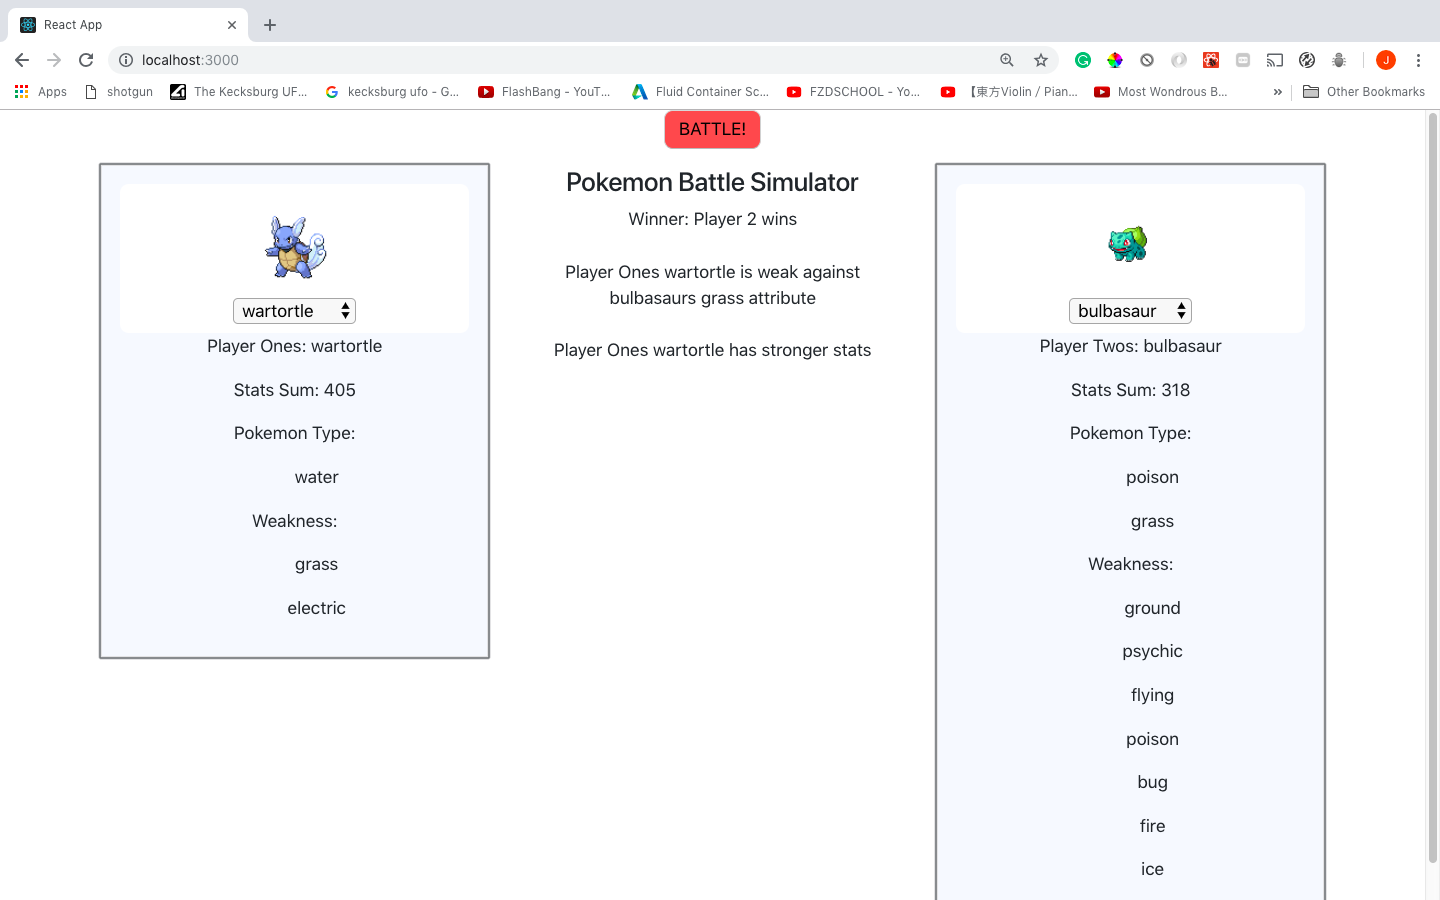 React App
localhost:3000
J
Apps
shotgun
The Kecksburg UF...
kecksburg ufo - G...
FlashBang - YouT...
Fluid Container Sc...
FZDSCHOOL - Yo...
【東方Violin / Pian...
Most Wondrous B...
»
Other Bookmarks
BATTLE!
Pokemon Battle Simulator
Winner: Player 2 wins
Player Ones wartortle is weak against
bulbasaurs grass attribute
Player Ones wartortle has stronger stats
wartortle
Player Ones: wartortle
Stats Sum: 405
Pokemon Type:
water
Weakness:
grass
electric
bulbasaur
Player Twos: bulbasaur
Stats Sum: 318
Pokemon Type:
poison
grass
Weakness:
ground
psychic
flying
poison
bug
fire
ice